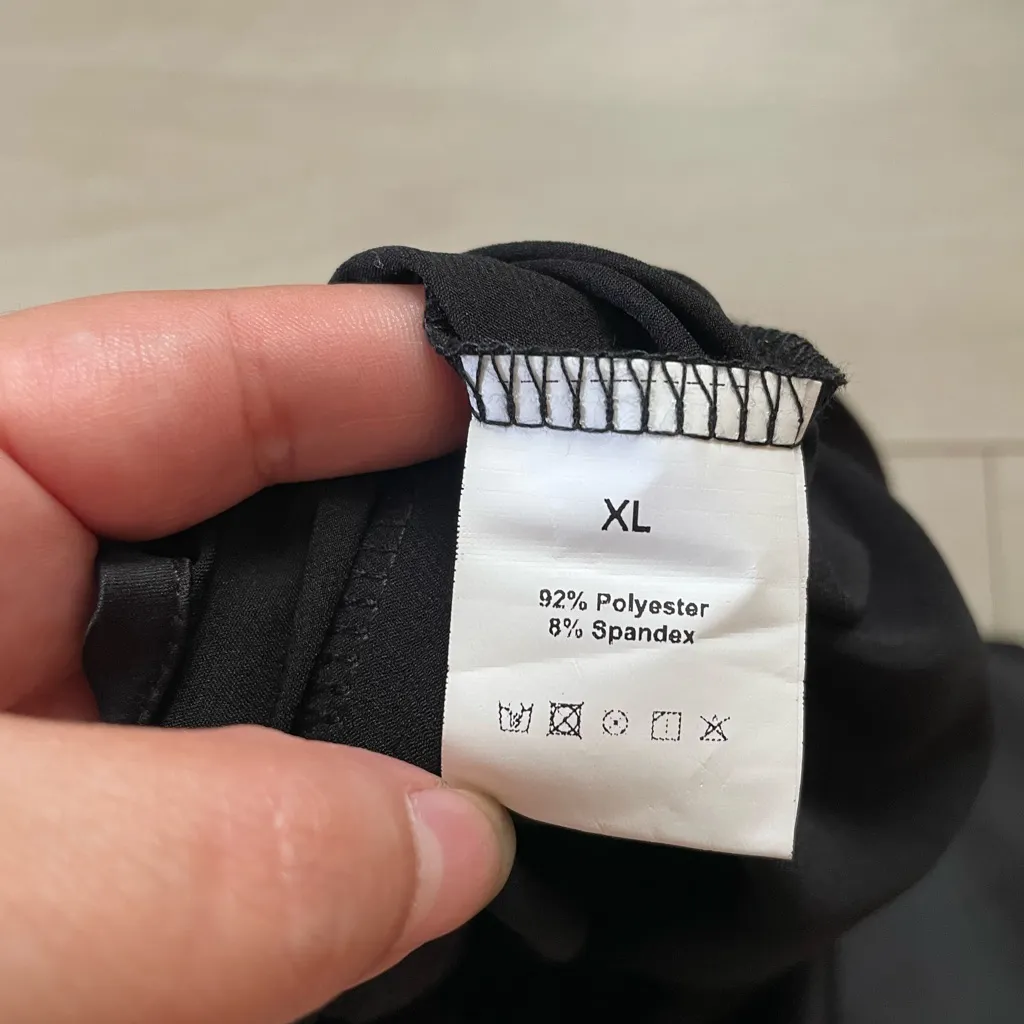 XL
92% Polyester
8% Spandex